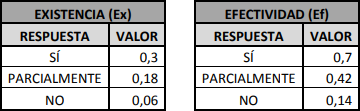 EXISTENCIA (Ex)
RESPUESTA VALOR
SÍ 0,3
PARCIALMENTE 0,18
NO 0,06
EFECTIVIDAD (Ef)
RESPUESTA VALOR
SÍ 0,7
PARCIALMENTE 0,42
NO 0,14